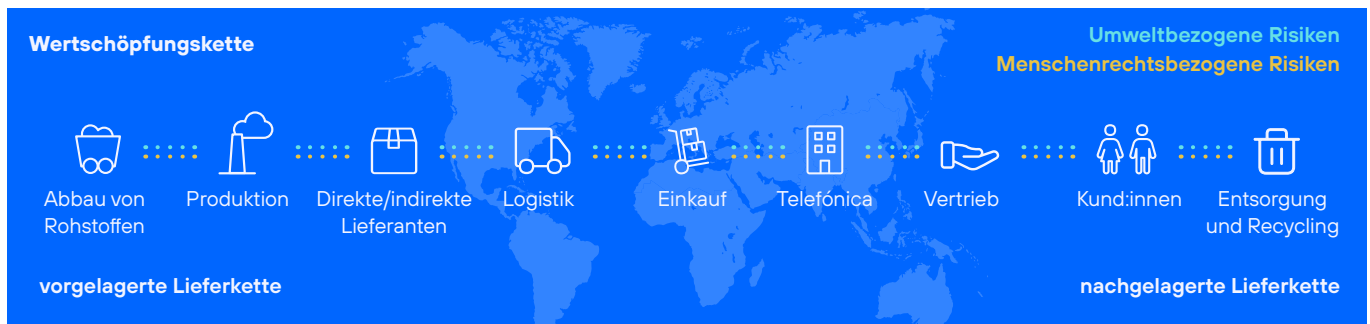 Wertschöpfungskette
Umweltbezogene Risiken
Menschenrechtsbezogene Risiken
Abbau von
Rohstoffen
Produktion
Direkte/indirekte
Lieferanten
Logistik
Einkauf
Telefónica
Vertrieb
Kund:innen
Entsorgung
und Recycling
vorgelagerte Lieferkette
nachgelagerte Lieferkette